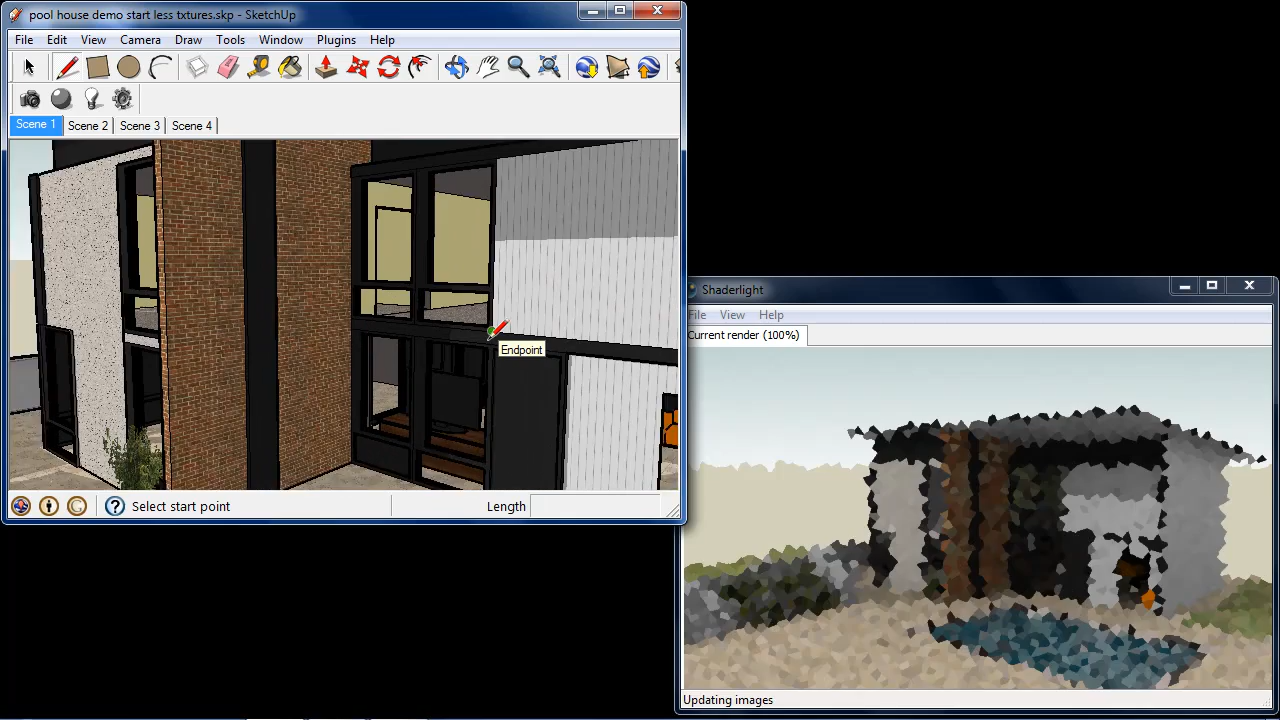 pool house demo start less txtures.skp - SketchUp
File Edit View Camera Draw Tools Window Plugins Help
Scene 1 Scene 2 Scene 3 Scene 4
Endpoint
Select start point Length
Shaderlight
File View Help
Current render (100%)
Updating images